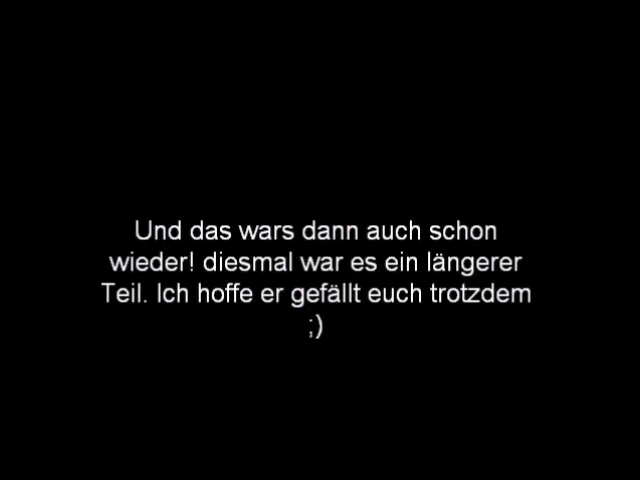 Und das wars dann auch schon
wieder! diesmal war es ein längerer
Teil. Ich hoffe er gefällt euch trotzdem
;)